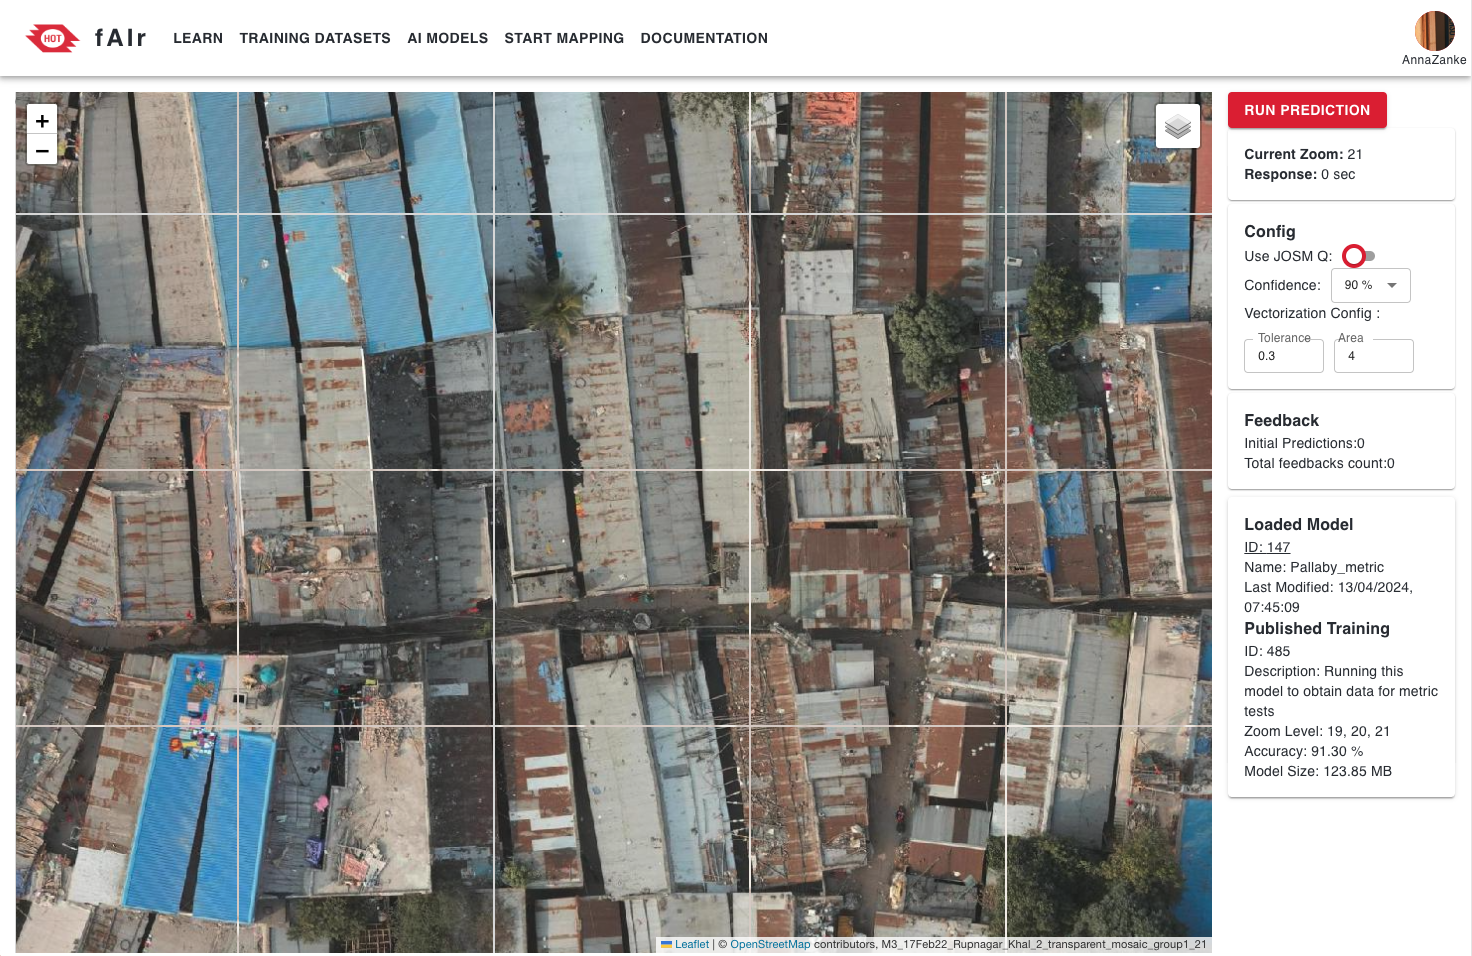 HOT fAIr LEARN TRAINING DATASETS AI MODELS START MAPPING DOCUMENTATION
AnnaZanke
+
−
RUN PREDICTION
Current Zoom: 21
Response: 0 sec
Config
Use JOSM Q:
Confidence: 90 %
Vectorization Config :
Tolerance Area
0.3 4
Feedback
Initial Predictions:0
Total feedbacks count:0
Loaded Model
ID: 147
Name: Pallaby_metric
Last Modified: 13/04/2024,
07:45:09
Published Training
ID: 485
Description: Running this
model to obtain data for metric
tests
Zoom Level: 19, 20, 21
Accuracy: 91.30 %
Model Size: 123.85 MB
Leaflet | © OpenStreetMap contributors, M3_17Feb22_Rupnagar_Khal_2_transparent_mosaic_group1_21